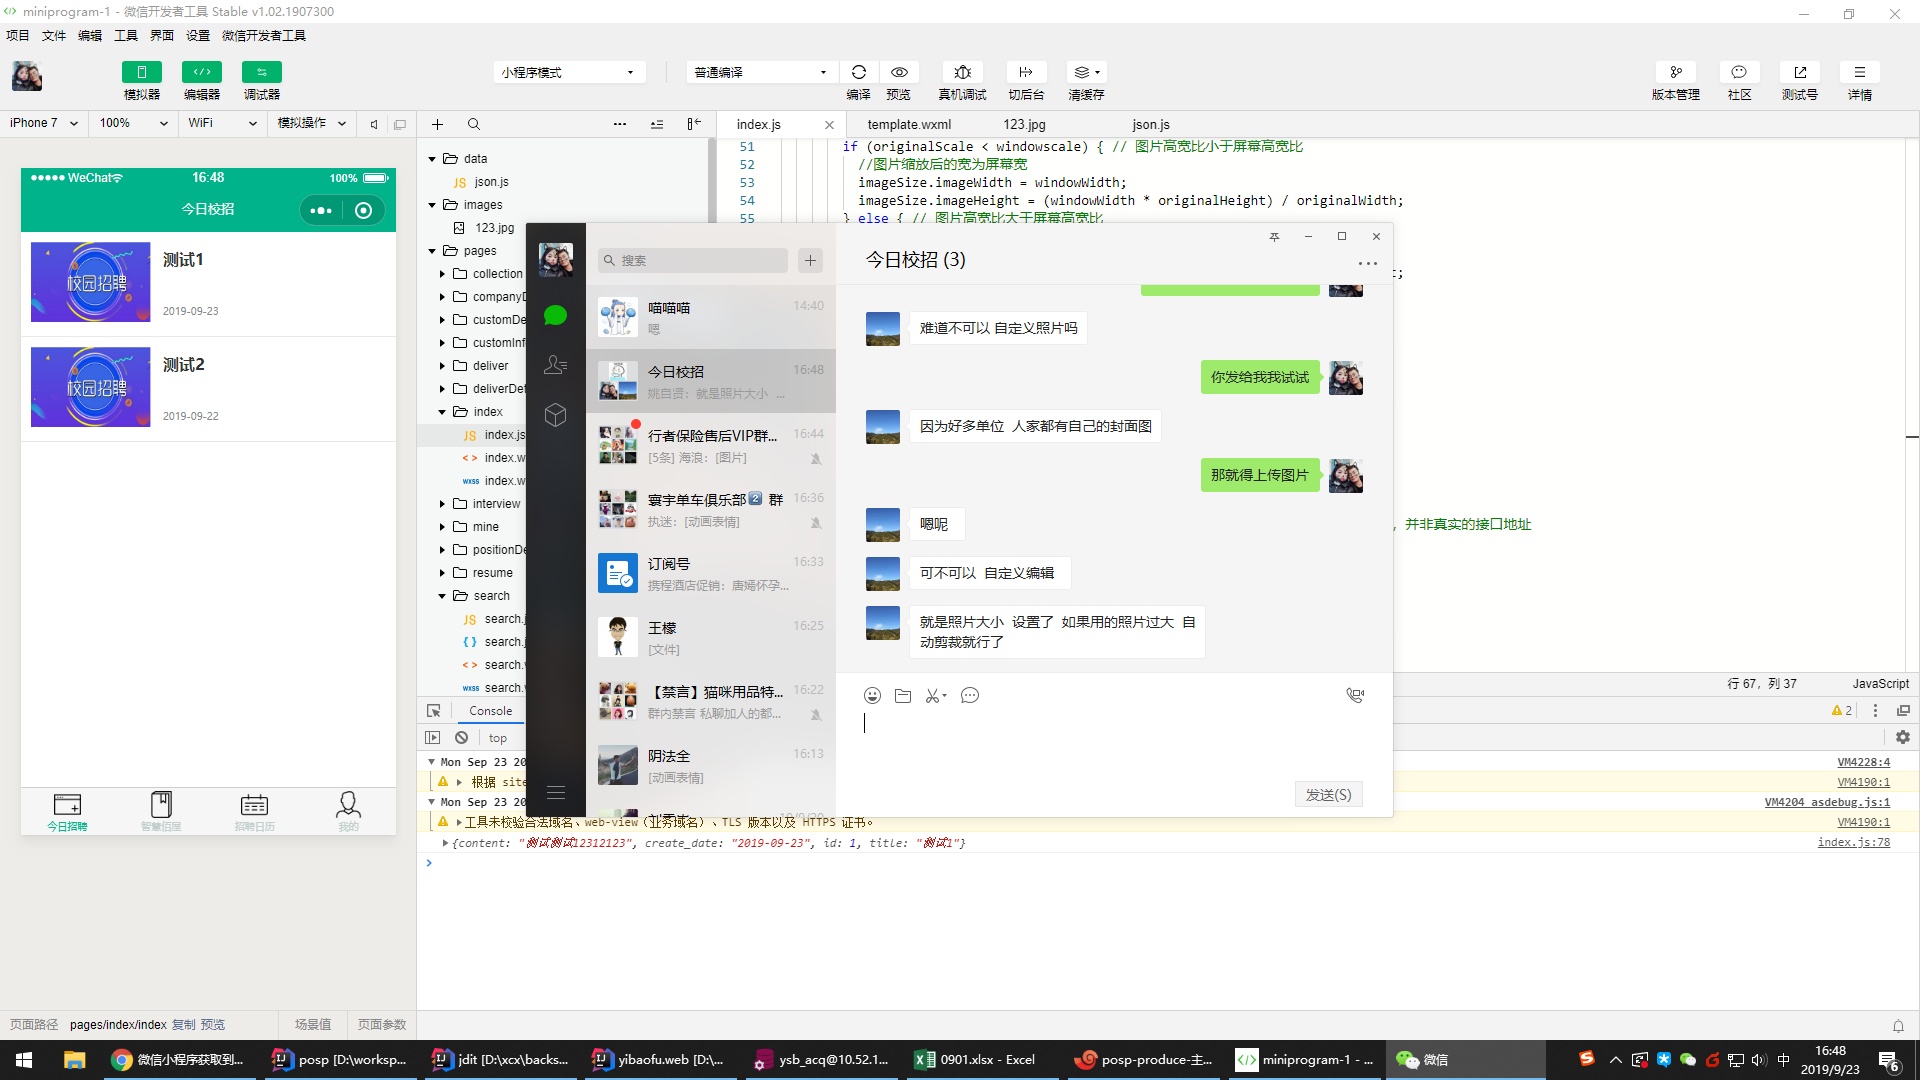 miniprogram-1 - 微信开发者工具 Stable v1.02.1907300
项目 文件 编辑 工具 界面 设置 微信开发者工具
模拟器 编辑器 调试器
小程序模式
普通编译
编译 预览 真机调试 切后台 清缓存
版本管理 社区 测试号 详情
iPhone 7 100% WiFi 模拟操作
WeChat 16:48 100%
今日校招
校园招聘
测试1
2019-09-23
校园招聘
测试2
2019-09-22
今日招聘 智慧佰屋 招聘日历 我的
页面路径 pages/index/index 复制 预览 场景值 页面参数
data
JS json.js
images
123.jpg
pages
collection
companyD
customDe
customInf
deliver
deliverDet
index
JS index.js
<> index.w
wxss index.w
interview
mine
positionDe
resume
search
JS search.j
{ } search.j
<> search.w
wxss search.w
index.js template.wxml 123.jpg json.js
51 if (originalScale < windowscale) { // 图片高宽比小于屏幕高宽比
52 //图片缩放后的宽为屏幕宽
53 imageSize.imageWidth = windowWidth;
54 imageSize.imageHeight = (windowWidth * originalHeight) / originalWidth;
55 } else { // 图片高宽比大于屏幕高宽比
，并非真实的接口地址
行 67，列 37 JavaScript
搜索
喵喵喵 14:40
嗯
今日校招 16:48
姚自贤：就是照片大小 ...
行者保险售后VIP群... 16:44
[5条] 海浪：[图片]
寰宇单车俱乐部2 群 16:36
执迷：[动画表情]
订阅号 16:33
携程酒店促销：唐嫣怀孕...
王檬 16:25
[文件]
【禁言】猫咪用品特... 16:22
群内禁言 私聊加人的都...
阴法全 16:13
[动画表情]
今日校招 (3)
难道不可以 自定义照片吗
你发给我我试试
因为好多单位 人家都有自己的封面图
那就得上传图片
嗯呢
可不可以 自定义编辑
就是照片大小 设置了 如果用的照片过大 自
动剪裁就行了
发送(S)
Console
2
top
Mon Sep 23 20 VM4228:4
根据 site VM4190:1
Mon Sep 23 20 VM4204 asdebug.js:1
工具未校验合法域名、web-view（业务域名）、TLS 版本以及 HTTPS 证书。 VM4190:1
{content: "测试测试12312123", create_date: "2019-09-23", id: 1, title: "测试1"} index.js:78
微信小程序获取到... posp [D:\worksp... jdit [D:\xcx\backs... yibaofu.web [D:\... ysb_acq@10.52.1... 0901.xlsx - Excel posp-produce-主... miniprogram-1 - ... 微信
中
16:48
2019/9/23
6